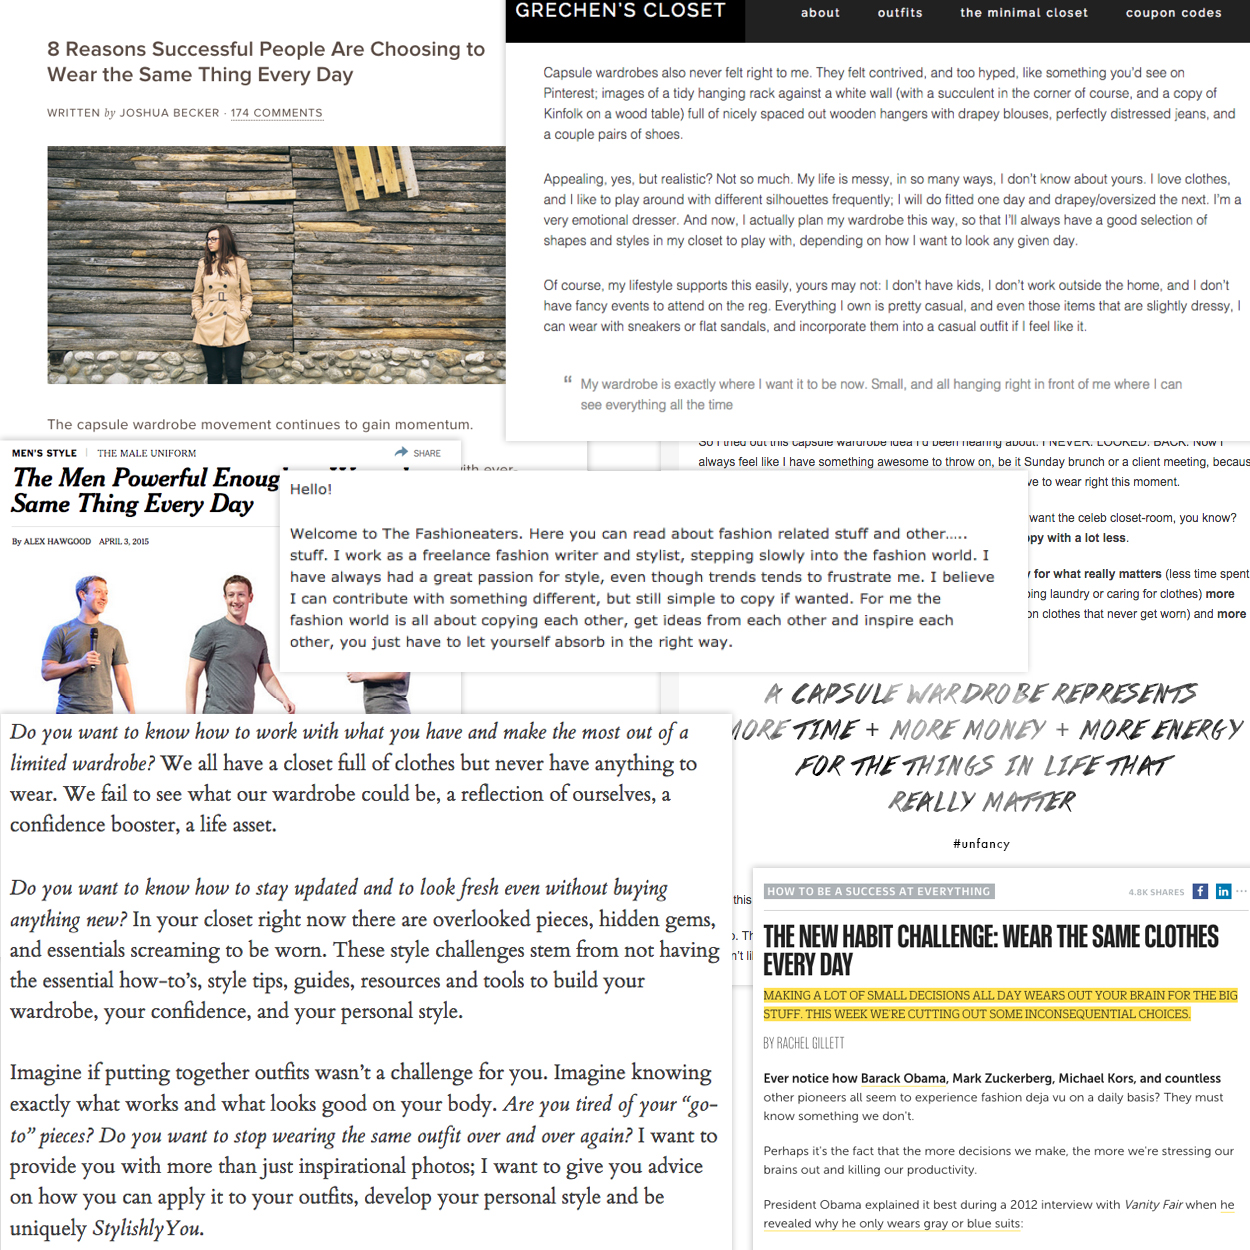 8 Reasons Successful People Are Choosing to
Wear the Same Thing Every Day
WRITTEN by JOSHUA BECKER · 174 COMMENTS
The capsule wardrobe movement continues to gain momentum.
with ever-
GRECHEN'S CLOSET
about outfits the minimal closet coupon codes
Capsule wardrobes also never felt right to me. They felt contrived, and too hyped, like something you'd see on
Pinterest; images of a tidy hanging rack against a white wall (with a succulent in the corner of course, and a copy of
Kinfolk on a wood table) full of nicely spaced out wooden hangers with drapey blouses, perfectly distressed jeans, and
a couple pairs of shoes.
Appealing, yes, but realistic? Not so much. My life is messy, in so many ways, I don't know about yours. I love clothes,
and I like to play around with different silhouettes frequently; I will do fitted one day and drapey/oversized the next. I'm a
very emotional dresser. And now, I actually plan my wardrobe this way, so that I'll always have a good selection of
shapes and styles in my closet to play with, depending on how I want to look any given day.
Of course, my lifestyle supports this easily, yours may not: I don't have kids, I don't work outside the home, and I don't
have fancy events to attend on the reg. Everything I own is pretty casual, and even those items that are slightly dressy, I
can wear with sneakers or flat sandals, and incorporate them into a casual outfit if I feel like it.
“ My wardrobe is exactly where I want it to be now. Small, and all hanging right in front of me where I can
see everything all the time
So I tried out this capsule wardrobe idea I'd been hearing about. I NEVER. LOOKED. BACK. Now I
always feel like I have something awesome to throw on, be it Sunday brunch or a client meeting, becaus
ve to wear right this moment.
want the celeb closet-room, you know?
py with a lot less.
for what really matters (less time spent
ing laundry or caring for clothes) more
on clothes that never get worn) and more
MEN'S STYLE | THE MALE UNIFORM SHARE
The Men Powerful Enoug
Same Thing Every Day
By ALEX HAWGOOD APRIL 3, 2015
Hello!
Welcome to The Fashioneaters. Here you can read about fashion related stuff and other.....
stuff. I work as a freelance fashion writer and stylist, stepping slowly into the fashion world. I
have always had a great passion for style, even though trends tends to frustrate me. I believe
I can contribute with something different, but still simple to copy if wanted. For me the
fashion world is all about copying each other, get ideas from each other and inspire each
other, you just have to let yourself absorb in the right way.
A CAPSULE WARDROBE REPRESENTS
MORE TIME + MORE MONEY + MORE ENERGY
FOR THE THINGS IN LIFE THAT
REALLY MATTER
#unfancy
this
o. Th
n't li
Do you want to know how to work with what you have and make the most out of a
limited wardrobe? We all have a closet full of clothes but never have anything to
wear. We fail to see what our wardrobe could be, a reflection of ourselves, a
confidence booster, a life asset.
Do you want to know how to stay updated and to look fresh even without buying
anything new? In your closet right now there are overlooked pieces, hidden gems,
and essentials screaming to be worn. These style challenges stem from not having
the essential how-to's, style tips, guides, resources and tools to build your
wardrobe, your confidence, and your personal style.
Imagine if putting together outfits wasn't a challenge for you. Imagine knowing
exactly what works and what looks good on your body. Are you tired of your “go-
to” pieces? Do you want to stop wearing the same outfit over and over again? I want to
provide you with more than just inspirational photos; I want to give you advice
on how you can apply it to your outfits, develop your personal style and be
uniquely StylishlyYou.
HOW TO BE A SUCCESS AT EVERYTHING 4.8K SHARES f in ...
THE NEW HABIT CHALLENGE: WEAR THE SAME CLOTHES
EVERY DAY
MAKING A LOT OF SMALL DECISIONS ALL DAY WEARS OUT YOUR BRAIN FOR THE BIG
STUFF. THIS WEEK WE'RE CUTTING OUT SOME INCONSEQUENTIAL CHOICES.
BY RACHEL GILLETT
Ever notice how Barack Obama, Mark Zuckerberg, Michael Kors, and countless
other pioneers all seem to experience fashion deja vu on a daily basis? They must
know something we don't.
Perhaps it's the fact that the more decisions we make, the more we're stressing our
brains out and killing our productivity.
President Obama explained it best during a 2012 interview with Vanity Fair when he
revealed why he only wears gray or blue suits: